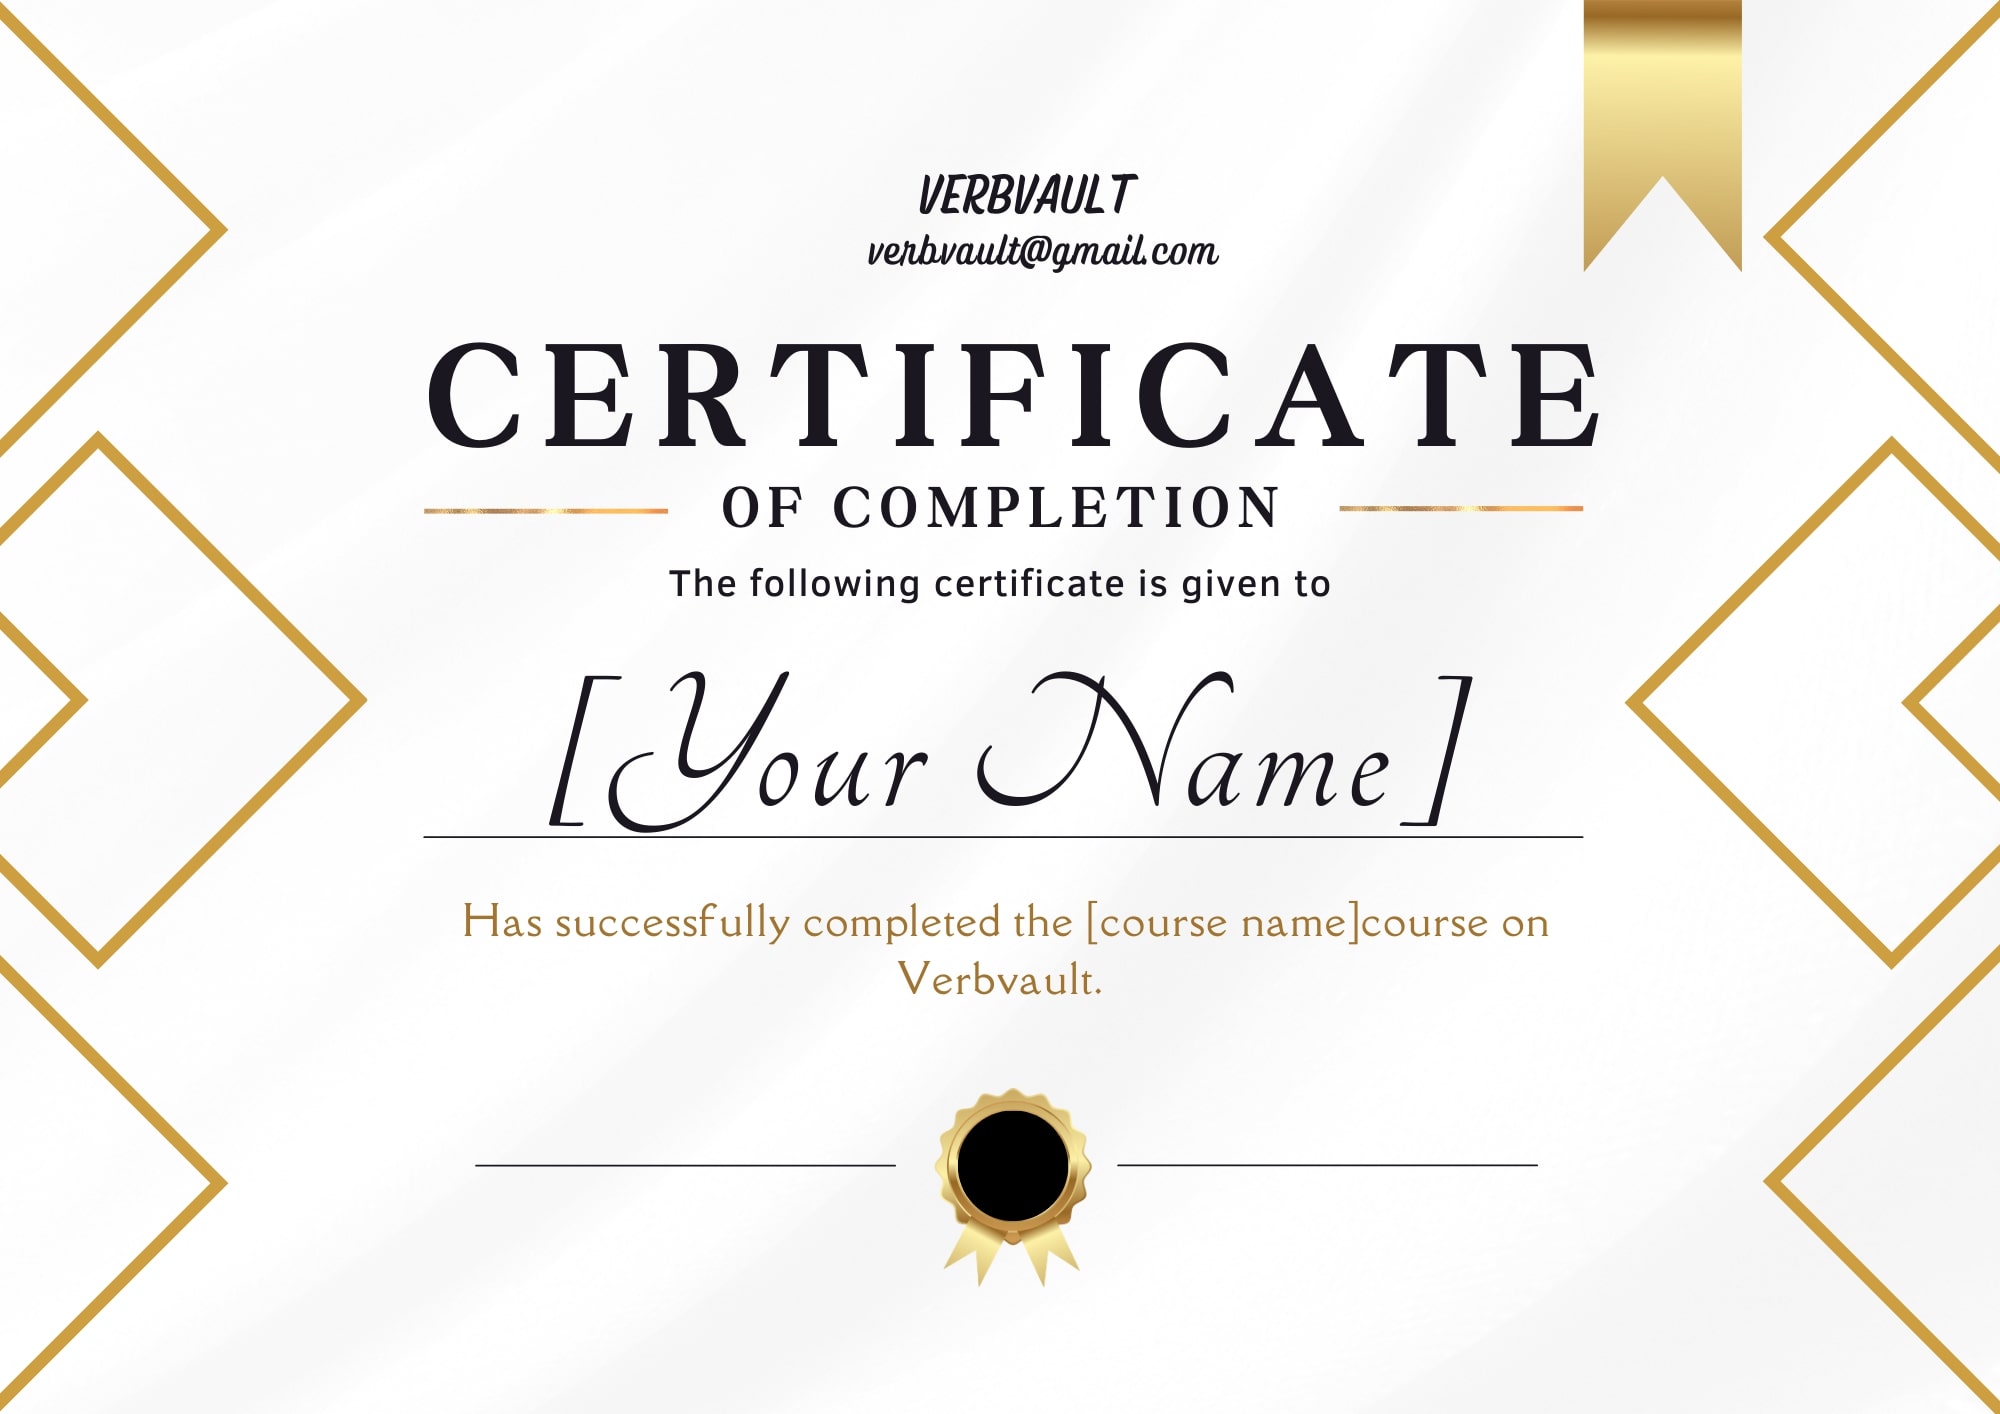 VERBVAULT
verbvault@gmail.com
CERTIFICATE
OF COMPLETION
The following certificate is given to
[Your Name]
Has successfully completed the [course name]course on
Verbvault.